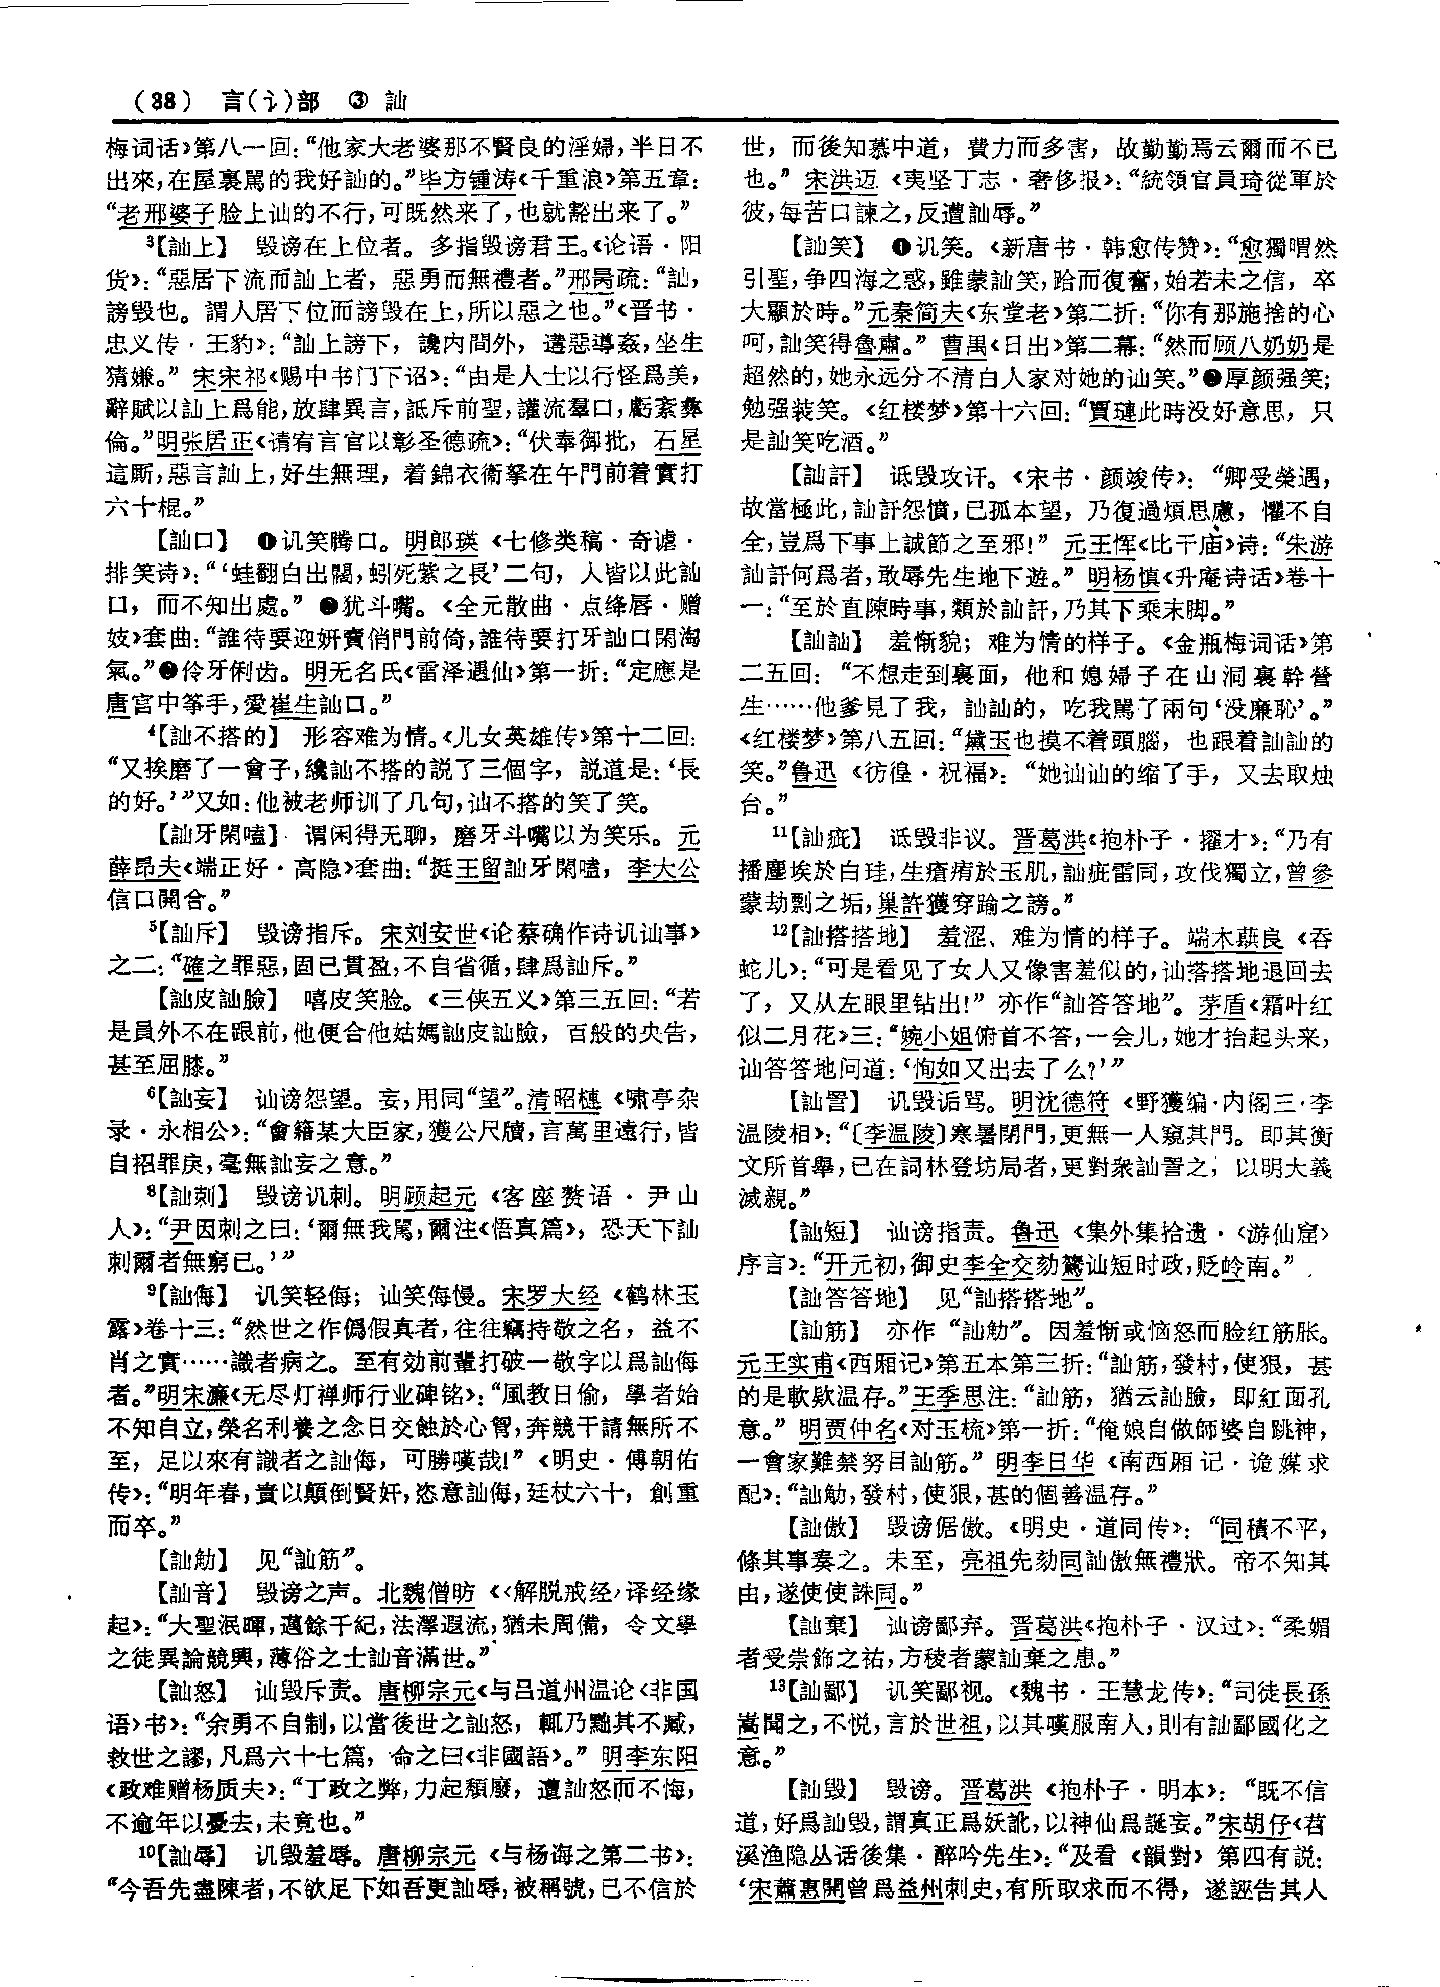 (38) 言(讠)部 ③ 訕
梅词话》第八一回：“他家大老婆那不賢良的淫婦，半日不
出來，在屋裏罵的我好訕的。”毕方锺涛《千重浪》第五章：
“老邢婆子脸上讪的不行，可既然来了，也就豁出来了。”
³【訕上】 毁谤在上位者。多指毁谤君王。《论语·阳
货》：“惡居下流而訕上者，惡勇而無禮者。”邢昺疏：“訕，
謗毁也。謂人居下位而謗毁在上，所以惡之也。”《晋书·
忠义传·王豹》：“訕上謗下，讒内間外，遘惡導姦，坐生
猜嫌。”宋宋祁《赐中书门下诏》：“由是人士以行怪爲美，
辭賦以訕上爲能，放肆異言，詆斥前聖，讙流羣口，虧紊彝
倫。”明张居正《请宥言官以彰圣德疏》：“伏奉御批，石星
這厮，惡言訕上，好生無理，着錦衣衛拏在午門前着實打
六十棍。”
【訕口】 ❶讥笑腾口。明郎瑛《七修类稿·奇谑·
排笑诗》：“‘蛙翻白出闊，蚓死紫之長’二句，人皆以此訕
口，而不知出處。”❷犹斗嘴。《全元散曲·点绛唇·赠
妓》套曲：“誰待要迎妍賣俏門前倚，誰待要打牙訕口閑淘
氣。”❸伶牙俐齿。明无名氏《雷泽遇仙》第一折：“定應是
唐宫中筝手，愛崔生訕口。”
⁴【訕不搭的】 形容难为情。《儿女英雄传》第十二回：
“又挨磨了一會子，纔訕不搭的説了三個字，説道是：‘長
的好。’”又如：他被老师训了几句，讪不搭的笑了笑。
【訕牙閑嗑】 谓闲得无聊，磨牙斗嘴以为笑乐。元
薛昂夫《端正好·高隐》套曲：“挺王留訕牙閑嗑，李大公
信口開合。”
⁵【訕斥】 毁谤指斥。宋刘安世《论蔡确作诗讥讪事》
之二：“確之罪惡，固已貫盈，不自省循，肆爲訕斥。”
【訕皮訕臉】 嘻皮笑脸。《三侠五义》第三五回：“若
是員外不在跟前，他便合他姑媽訕皮訕臉，百般的央告，
甚至屈膝。”
⁶【訕妄】 讪谤怨望。妄，用同“望”。清昭梿《啸亭杂
录·永相公》：“會籍某大臣家，獲公尺牘，言萬里遠行，皆
自招罪戾，毫無訕妄之意。”
⁸【訕刺】 毁谤讥刺。明顾起元《客座赘语·尹山
人》：“尹因刺之曰：‘爾無我罵，爾注《悟真篇》，恐天下訕
刺爾者無窮已。’”
⁹【訕侮】 讥笑轻侮；讪笑侮慢。宋罗大经《鹤林玉
露》卷十三：“然世之作僞假真者，往往竊持敬之名，益不
肖之實……識者病之。至有効前輩打破一敬字以爲訕侮
者。”明宋濂《无尽灯禅师行业碑铭》：“風教日偷，學者始
不知自立，榮名利養之念日交蝕於心胷，奔競干請無所不
至，足以來有識者之訕侮，可勝嘆哉！”《明史·傅朝佑
传》：“明年春，責以顛倒賢奸，恣意訕侮，廷杖六十，創重
而卒。”
【訕觔】 见“訕筋”。
【訕音】 毁谤之声。北魏僧昉《〈解脱戒经〉译经缘
起》：“大聖泯暉，邁餘千紀，法澤遐流，猶未周備，令文學
之徒異論競興，薄俗之士訕音滿世。”
【訕怒】 讪毁斥责。唐柳宗元《与吕道州温论〈非国
语〉书》：“余勇不自制，以當後世之訕怒，輒乃黜其不臧，
救世之謬，凡爲六十七篇，命之曰《非國語》。”明李东阳
《政难赠杨质夫》：“丁政之弊，力起頽廢，遭訕怒而不悔，
不逾年以憂去，未竟也。”
¹⁰【訕辱】 讥毁羞辱。唐柳宗元《与杨诲之第二书》：
“今吾先盡陳者，不欲足下如吾更訕辱，被稱號，已不信於
世，而後知慕中道，費力而多害，故勤勤焉云爾而不已
也。”宋洪迈《夷坚丁志·奢侈报》：“統領官員琦從軍於
彼，每苦口諫之，反遭訕辱。”
【訕笑】 ❶讥笑。《新唐书·韩愈传赞》：“愈獨喟然
引聖，争四海之惑，雖蒙訕笑，跲而復奮，始若未之信，卒
大顯於時。”元秦简夫《东堂老》第二折：“你有那施捨的心
呵，訕笑得魯肅。”曹禺《日出》第二幕：“然而顾八奶奶是
超然的，她永远分不清白人家对她的讪笑。”❷厚颜强笑；
勉强装笑。《红楼梦》第十六回：“賈璉此時没好意思，只
是訕笑吃酒。”
【訕訐】 诋毁攻讦。《宋书·颜竣传》：“卿受榮遇，
故當極此，訕訐怨憤，已孤本望，乃復過煩思慮，懼不自
全，豈爲下事上誠節之至邪！”元王恽《比干庙》诗：“朱游
訕訐何爲者，敢辱先生地下遊。”明杨慎《升庵诗话》卷十
一：“至於直陳時事，類於訕訐，乃其下乘末脚。”
【訕訕】 羞惭貌；难为情的样子。《金瓶梅词话》第
二五回：“不想走到裏面，他和媳婦子在山洞裏幹營
生……他爹見了我，訕訕的，吃我罵了兩句‘没廉恥’。”
《红楼梦》第八五回：“黛玉也摸不着頭腦，也跟着訕訕的
笑。”鲁迅《彷徨·祝福》：“她讪讪的缩了手，又去取烛
台。”
¹¹【訕疵】 诋毁非议。晋葛洪《抱朴子·擢才》：“乃有
播塵埃於白珪，生瘡痏於玉肌，訕疵雷同，攻伐獨立，曾參
蒙劫剽之垢，巢許獲穿踰之謗。”
¹²【訕搭搭地】 羞涩、难为情的样子。端木蕻良《吞
蛇儿》：“可是看见了女人又像害羞似的，讪搭搭地退回去
了，又从左眼里钻出！”亦作“訕答答地”。茅盾《霜叶红
似二月花》三：“婉小姐俯首不答，一会儿，她才抬起头来，
讪答答地问道：‘恂如又出去了么？’”
【訕詈】 讥毁诟骂。明沈德符《野獲编·内阁三·李
温陵相》：“〔李温陵〕寒暑閉門，更無一人窺其門。即其衡
文所首舉，已在詞林登坊局者，更對衆訕詈之，以明大義
滅親。”
【訕短】 讪谤指责。鲁迅《集外集拾遗·〈游仙窟〉
序言》：“开元初，御史李全交劾鷟讪短时政，贬岭南。”
【訕答答地】 见“訕搭搭地”。
【訕筋】 亦作“訕觔”。因羞惭或恼怒而脸红筋胀。
元王实甫《西厢记》第五本第三折：“訕筋，發村，使狠，甚
的是軟欵温存。”王季思注：“訕筋，猶云訕臉，即紅面孔
意。”明贾仲名《对玉梳》第一折：“俺娘自做師婆自跳神，
一會家難禁努目訕筋。”明李日华《南西厢记·诡媒求
配》：“訕觔，發村，使狠，甚的個善温存。”
【訕傲】 毁谤倨傲。《明史·道同传》：“同積不平，
條其事奏之。未至，亮祖先劾同訕傲無禮狀。帝不知其
由，遂使使誅同。”
【訕棄】 讪谤鄙弃。晋葛洪《抱朴子·汉过》：“柔媚
者受崇飾之祐，方稜者蒙訕棄之患。”
¹³【訕鄙】 讥笑鄙视。《魏书·王慧龙传》：“司徒長孫
嵩聞之，不悦，言於世祖，以其嘆服南人，則有訕鄙國化之
意。”
【訕毁】 毁谤。晋葛洪《抱朴子·明本》：“既不信
道，好爲訕毁，謂真正爲妖訛，以神仙爲誕妄。”宋胡仔《苕
溪渔隐丛话後集·醉吟先生》：“及看《韻對》第四有説：
‘宋蕭惠開曾爲益州刺史，有所取求而不得，遂誣告其人